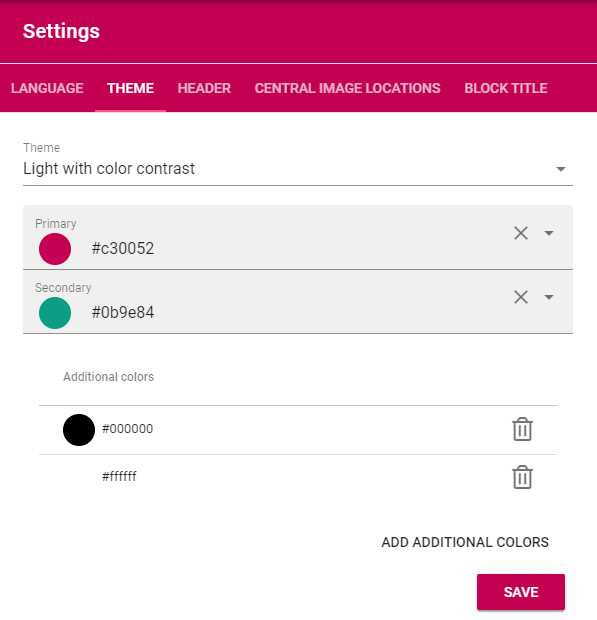 Settings
LANGUAGE THEME HEADER CENTRAL IMAGE LOCATIONS BLOCK TITLE
Theme
Light with color contrast
Primary
#c30052
Secondary
#0b9e84
Additional colors
#000000
#ffffff
ADD ADDITIONAL COLORS
SAVE